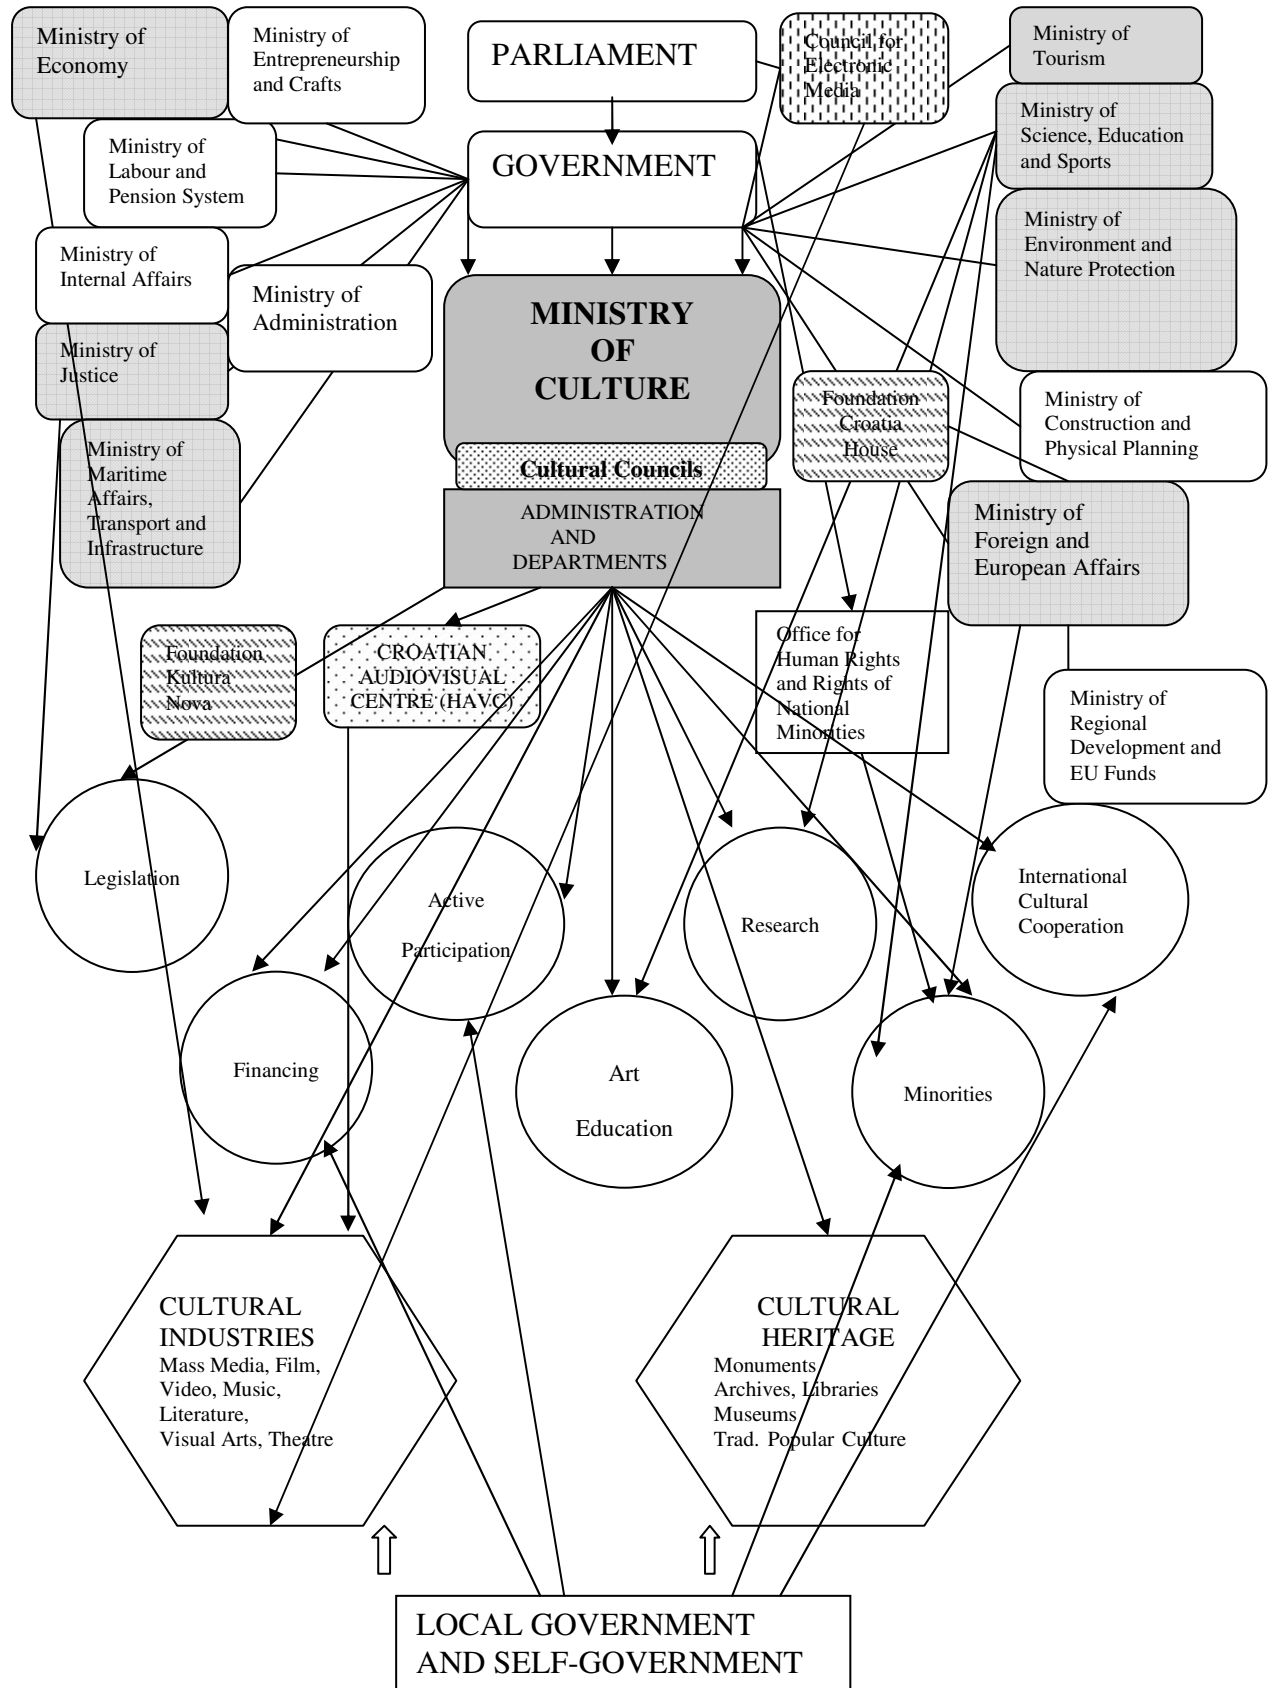 Ministry of
Economy
Ministry of
Entrepreneurship
and Crafts
PARLIAMENT
Council for
Electronic
Media
Ministry of
Tourism
Ministry of
Science, Education
and Sports
Ministry of
Labour and
Pension System
GOVERNMENT
Ministry of
Environment and
Nature Protection
Ministry of
Internal Affairs
Ministry of
Administration
MINISTRY
OF
CULTURE
Ministry of
Justice
Foundation
Croatia
House
Ministry of
Construction and
Physical Planning
Ministry of
Maritime
Affairs,
Transport and
Infrastructure
Cultural Councils
ADMINISTRATION
AND
DEPARTMENTS
Ministry of
Foreign and
European Affairs
Foundation
Kultura
Nova
CROATIAN
AUDIOVISUAL
CENTRE (HAVC)
Office for
Human Rights
and Rights of
National
Minorities
Ministry of
Regional
Development and
EU Funds
Legislation
Active
Participation
Research
International
Cultural
Cooperation
Financing
Art
Education
Minorities
CULTURAL
INDUSTRIES
Mass Media, Film,
Video, Music,
Literature,
Visual Arts, Theatre
CULTURAL
HERITAGE
Monuments
Archives, Libraries
Museums
Trad. Popular Culture
LOCAL GOVERNMENT
AND SELF-GOVERNMENT